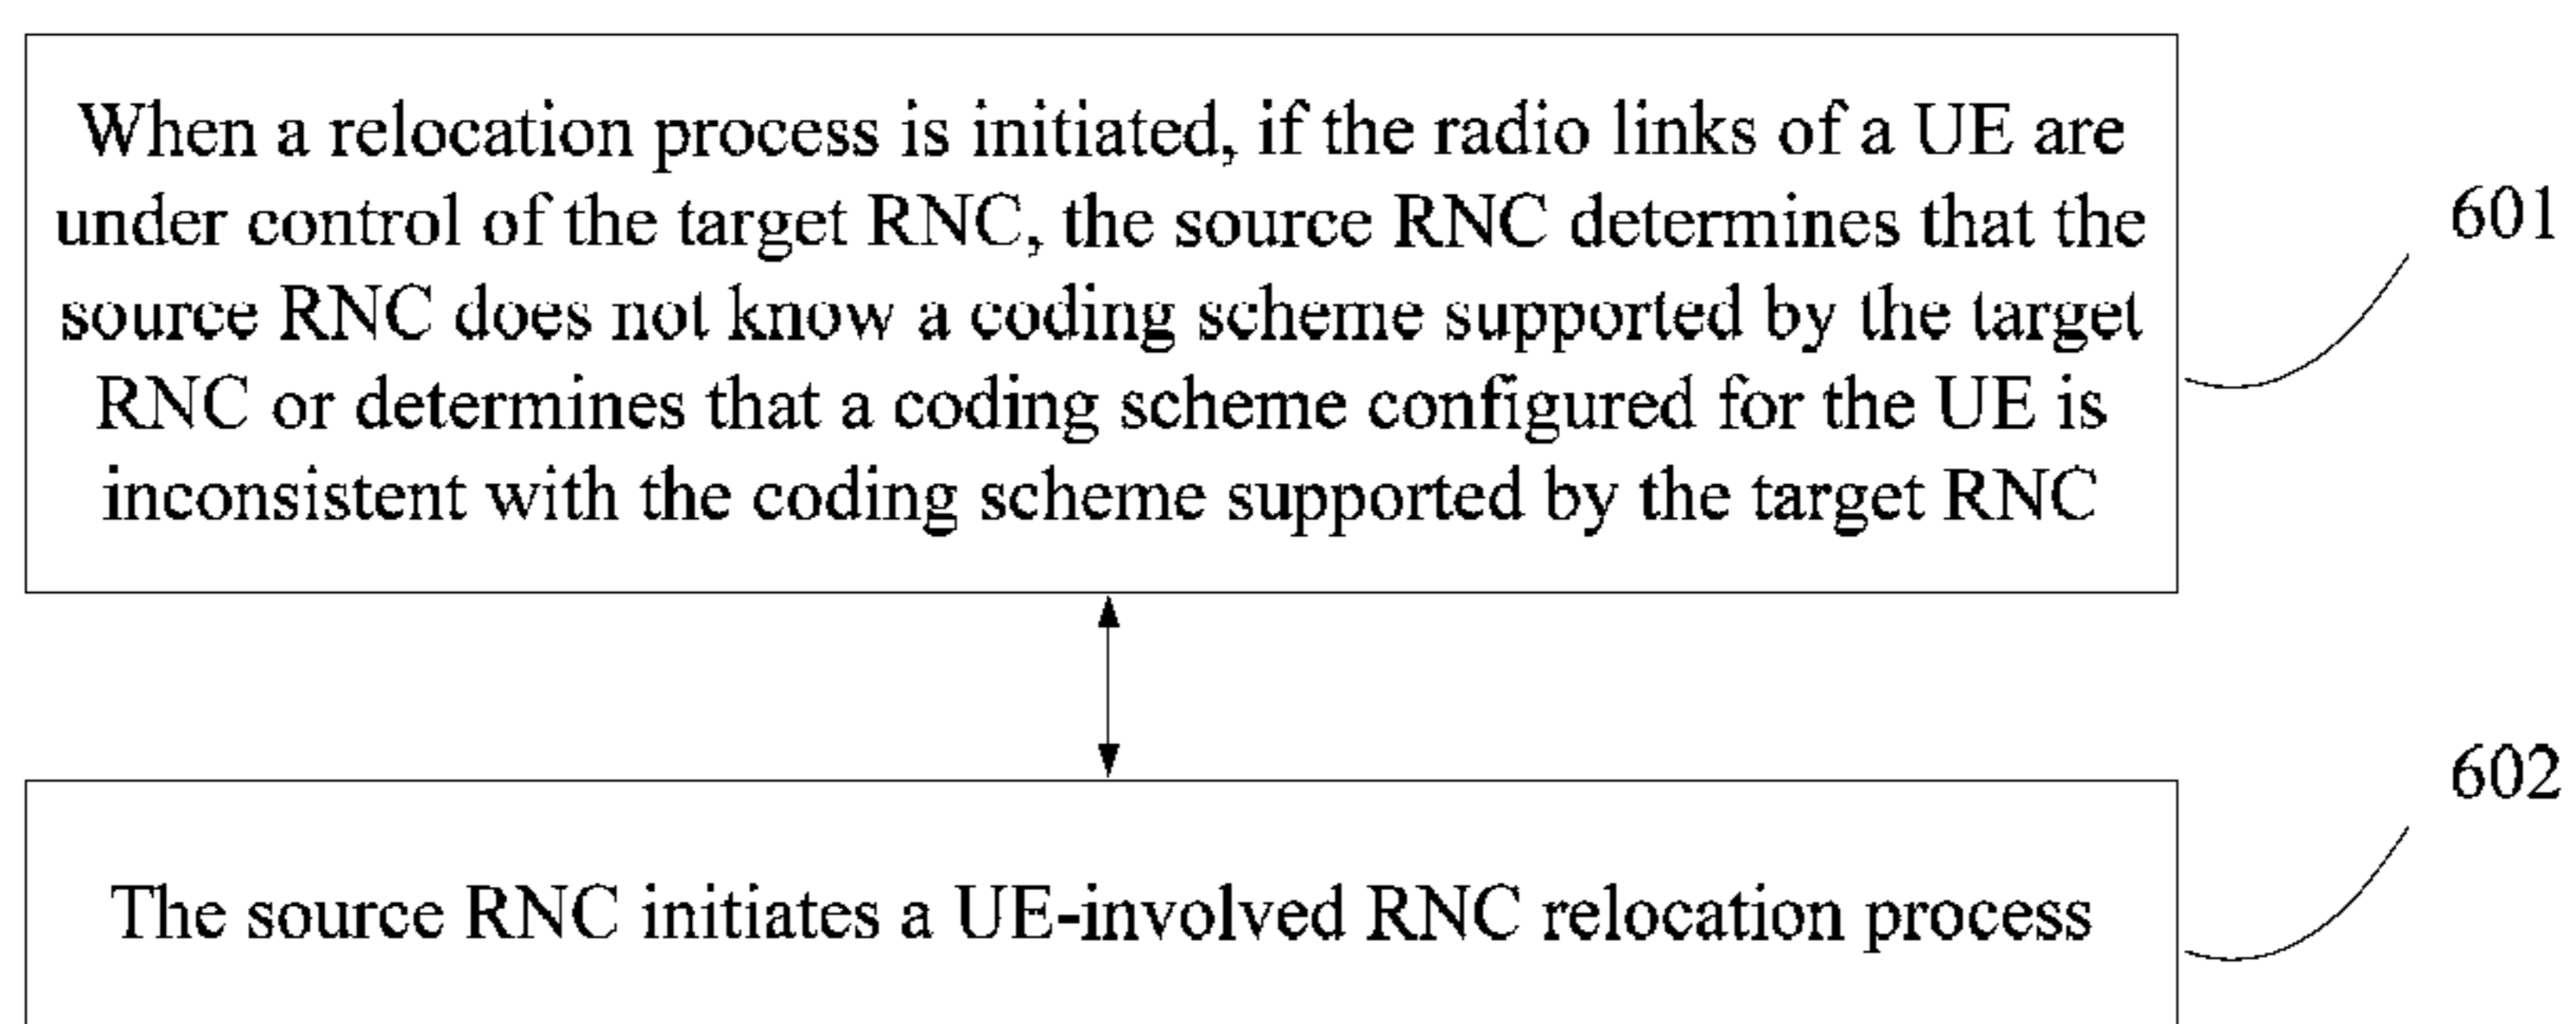 When a relocation process is initiated, if the radio links of a UE are
under control of the target RNC, the source RNC determines that the
source RNC does not know a coding scheme supported by the target
RNC or determines that a coding scheme configured for the UE is
inconsistent with the coding scheme supported by the target RNC
601
The source RNC initiates a UE-involved RNC relocation process
602